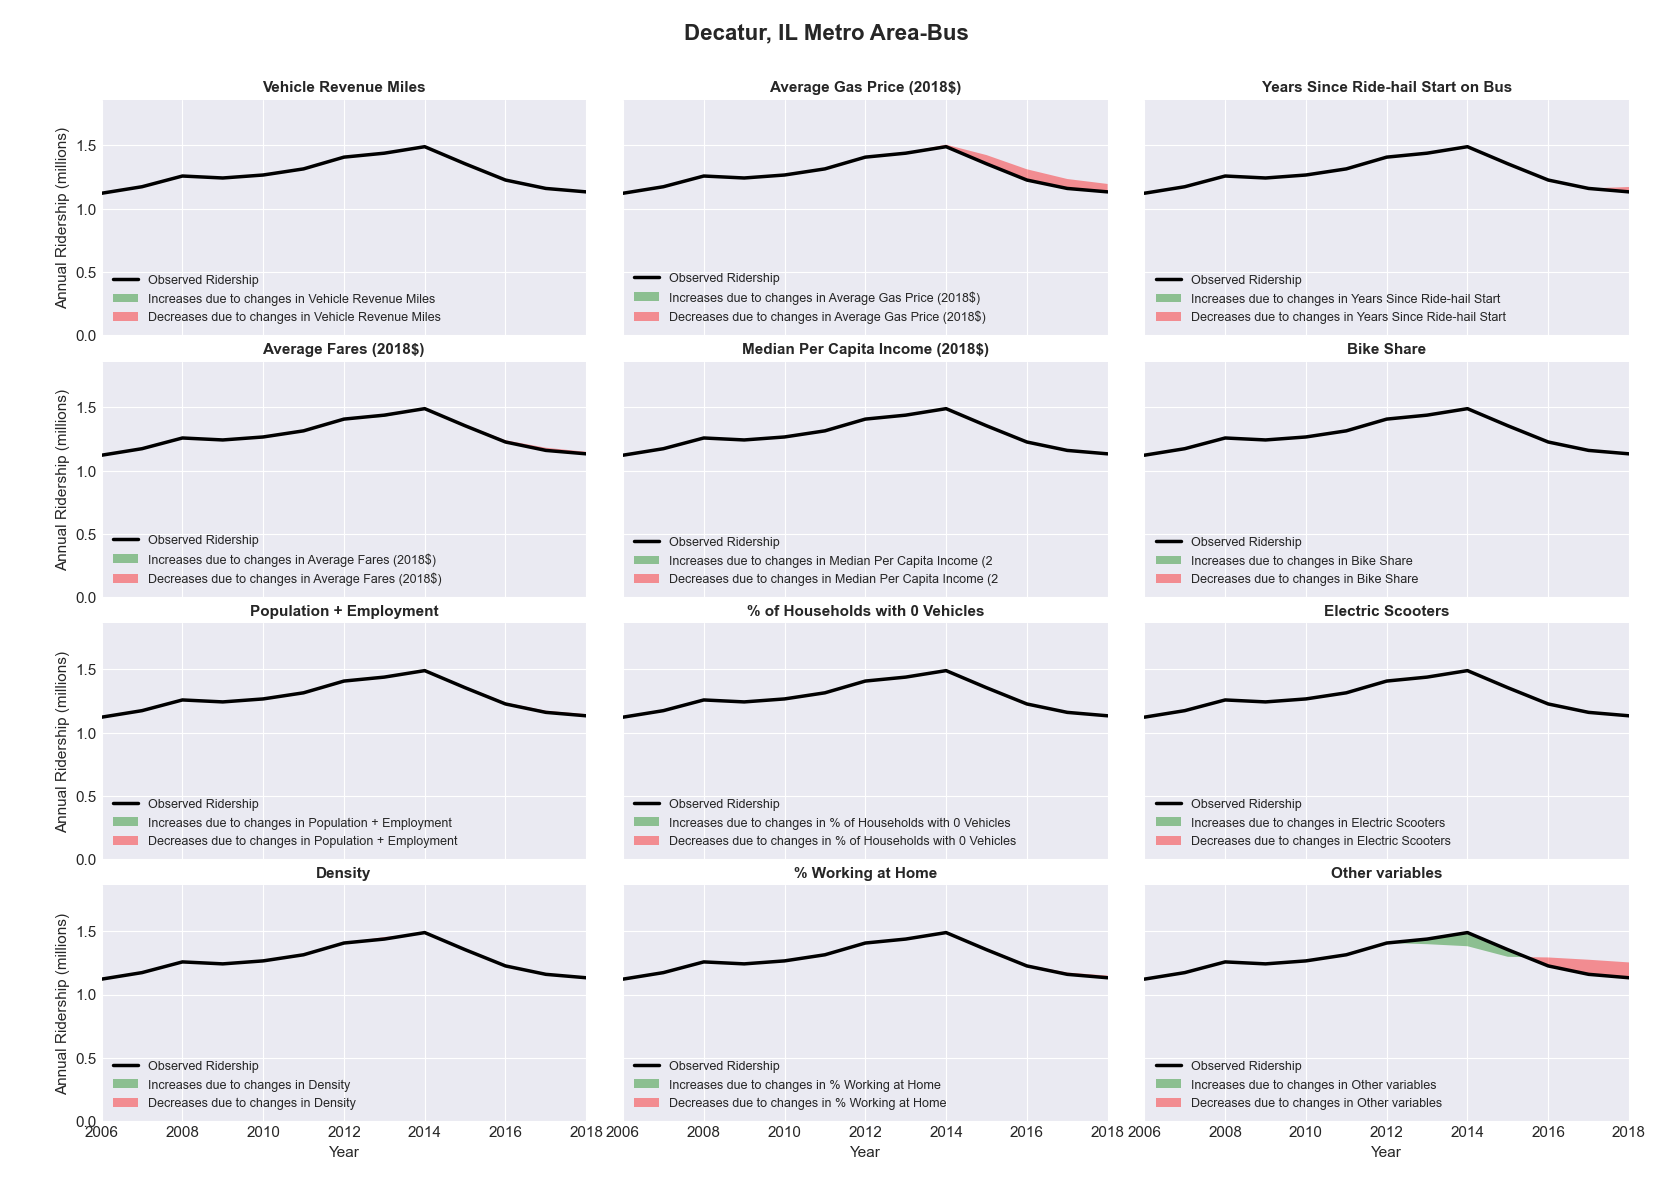 Decatur, IL Metro Area-Bus
Vehicle Revenue Miles
Average Gas Price (2018$)
Years Since Ride-hail Start on Bus
Annual Ridership (millions)
1.5
1.0
0.5
0.0
Observed Ridership
Increases due to changes in Vehicle Revenue Miles
Decreases due to changes in Vehicle Revenue Miles
Observed Ridership
Increases due to changes in Average Gas Price (2018$)
Decreases due to changes in Average Gas Price (2018$)
Observed Ridership
Increases due to changes in Years Since Ride-hail Start
Decreases due to changes in Years Since Ride-hail Start
Average Fares (2018$)
Median Per Capita Income (2018$)
Bike Share
Annual Ridership (millions)
1.5
1.0
0.5
0.0
Observed Ridership
Increases due to changes in Average Fares (2018$)
Decreases due to changes in Average Fares (2018$)
Observed Ridership
Increases due to changes in Median Per Capita Income (2
Decreases due to changes in Median Per Capita Income (2
Observed Ridership
Increases due to changes in Bike Share
Decreases due to changes in Bike Share
Population + Employment
% of Households with 0 Vehicles
Electric Scooters
Annual Ridership (millions)
1.5
1.0
0.5
0.0
Observed Ridership
Increases due to changes in Population + Employment
Decreases due to changes in Population + Employment
Observed Ridership
Increases due to changes in % of Households with 0 Vehicles
Decreases due to changes in % of Households with 0 Vehicles
Observed Ridership
Increases due to changes in Electric Scooters
Decreases due to changes in Electric Scooters
Density
% Working at Home
Other variables
Annual Ridership (millions)
1.5
1.0
0.5
0.0
Observed Ridership
Increases due to changes in Density
Decreases due to changes in Density
Observed Ridership
Increases due to changes in % Working at Home
Decreases due to changes in % Working at Home
Observed Ridership
Increases due to changes in Other variables
Decreases due to changes in Other variables
2006 2008 2010 2012 2014 2016 2018
2006 2008 2010 2012 2014 2016 2018
2006 2008 2010 2012 2014 2016 2018
Year
Year
Year